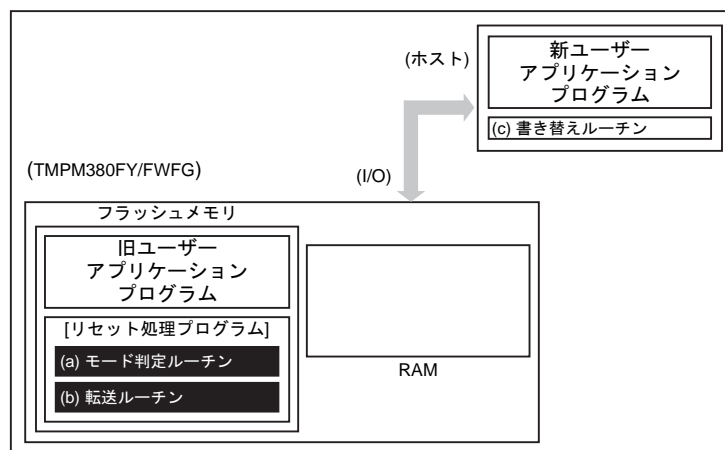 (ホスト)
新ユーザー
アプリケーション
プログラム
(c) 書き替えルーチン
(TMPM380FY/FWFG)
(I/O)
フラッシュメモリ
旧ユーザー
アプリケーション
プログラム
[リセット処理プログラム]
(a) モード判定ルーチン
(b) 転送ルーチン
RAM